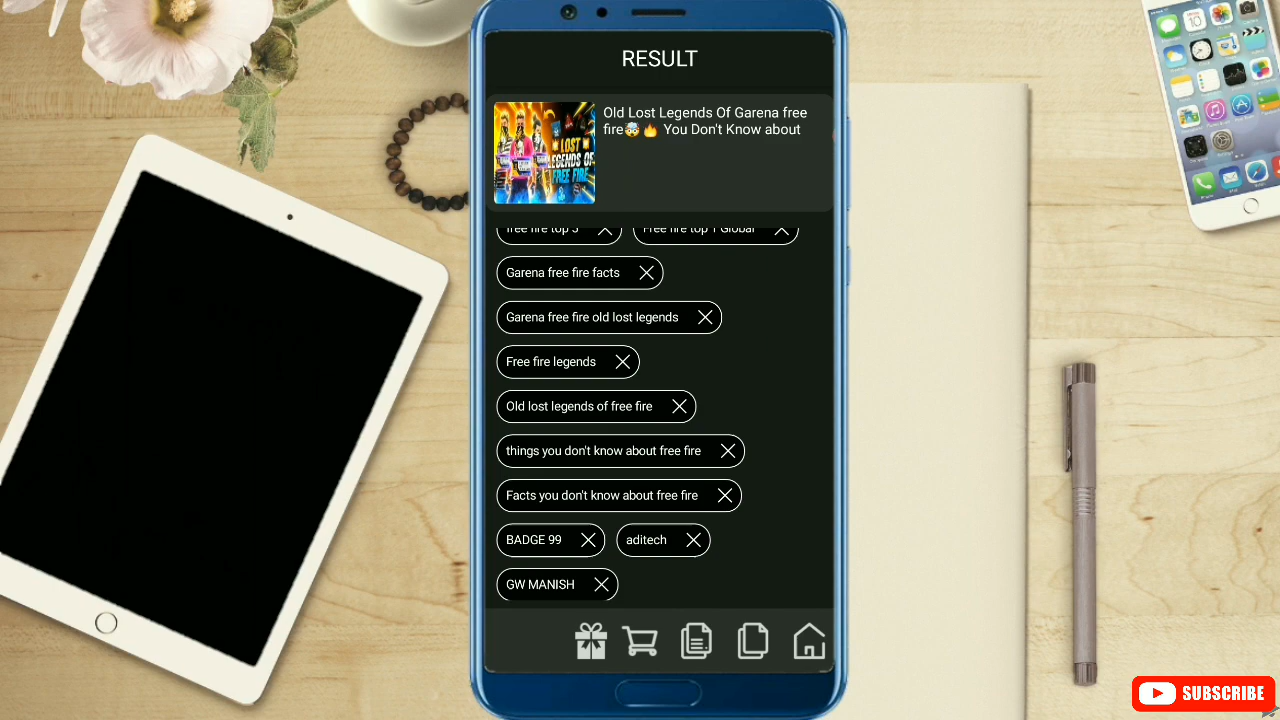 RESULT
Old Lost Legends Of Garena free
fire🤯🔥 You Don't Know about
LOST
LEGENDS OF
FREE FIRE
free fire top 5
Free fire top 1 Global
Garena free fire facts
Garena free fire old lost legends
Free fire legends
Old lost legends of free fire
things you don't know about free fire
Facts you don't know about free fire
BADGE 99
aditech
GW MANISH
SUBSCRIBE